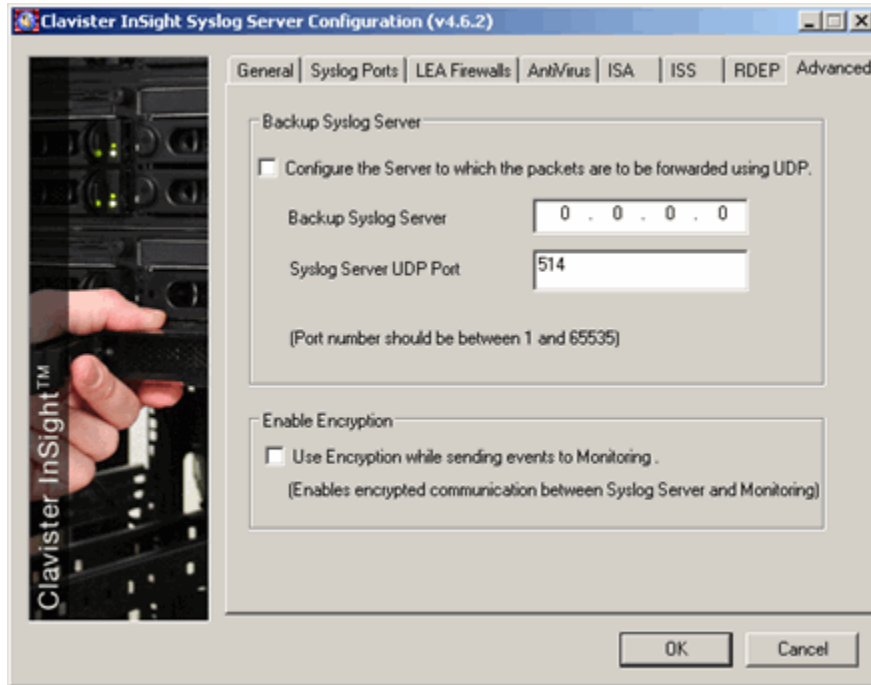 Clavister InSight Syslog Server Configuration (v4.6.2)
General
Syslog Ports
LEA Firewalls
AntiVirus
ISA
ISS
RDEP
Advanced
Backup Syslog Server
Configure the Server to which the packets are to be forwarded using UDP.
Backup Syslog Server
0 . 0 . 0 . 0
Syslog Server UDP Port
514
(Port number should be between 1 and 65535)
Enable Encryption
Use Encryption while sending events to Monitoring .
(Enables encrypted communication between Syslog Server and Monitoring)
Clavister InSight™
OK
Cancel